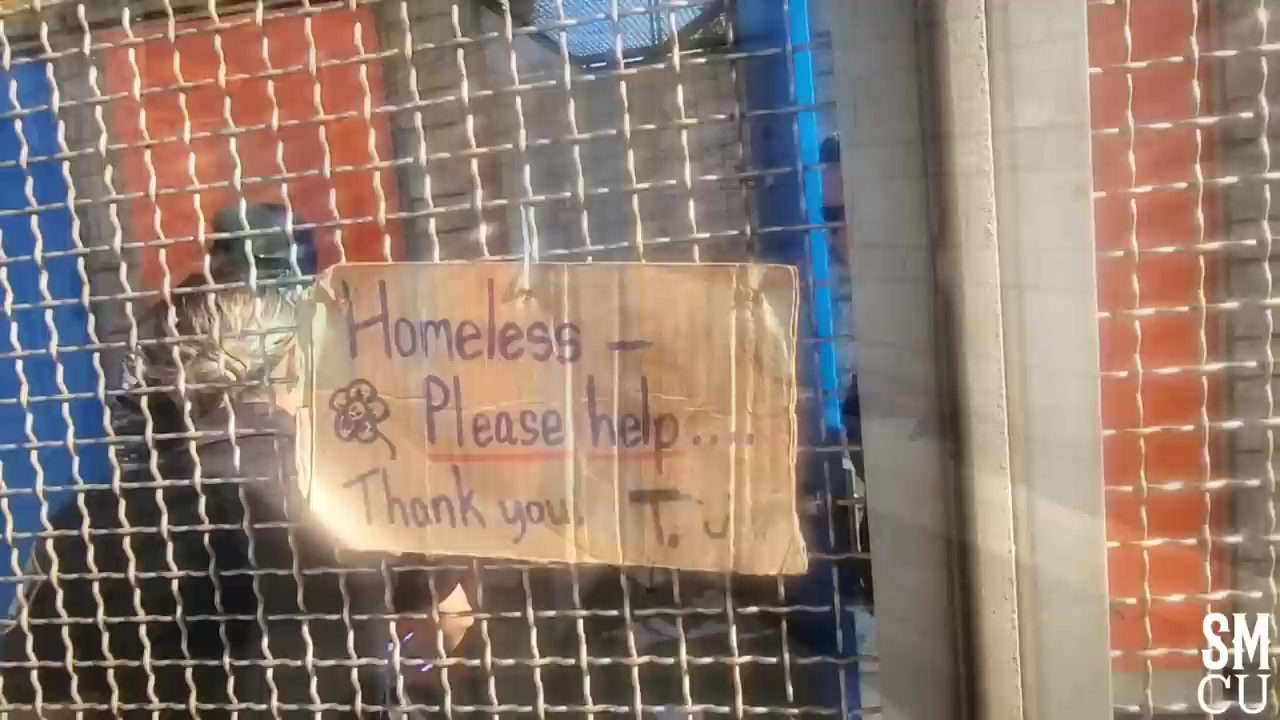 Homeless –
Please help....
Thank you. T.
SM
CU